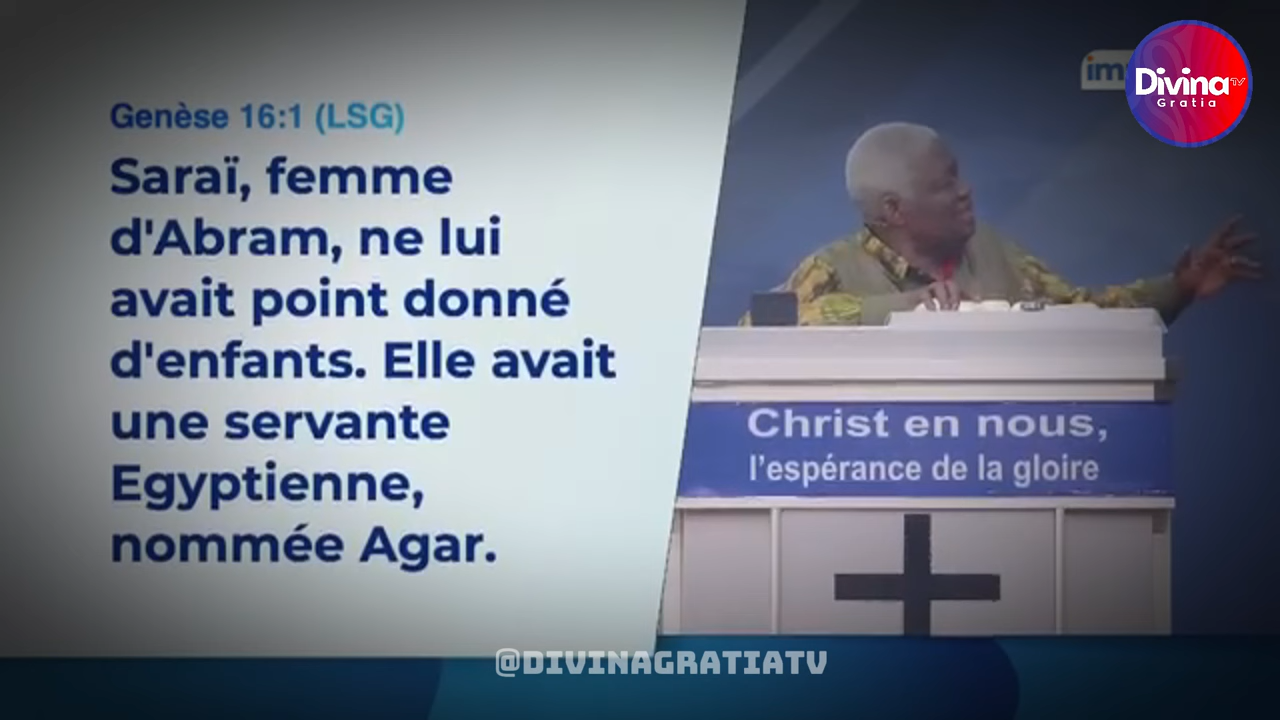 Genèse 16:1 (LSG)
Saraï, femme
d'Abram, ne lui
avait point donné
d'enfants. Elle avait
une servante
Egyptienne,
nommée Agar.
Divina TV
Gratia
Christ en nous,
l'espérance de la gloire
@DIVINAGRATIATV